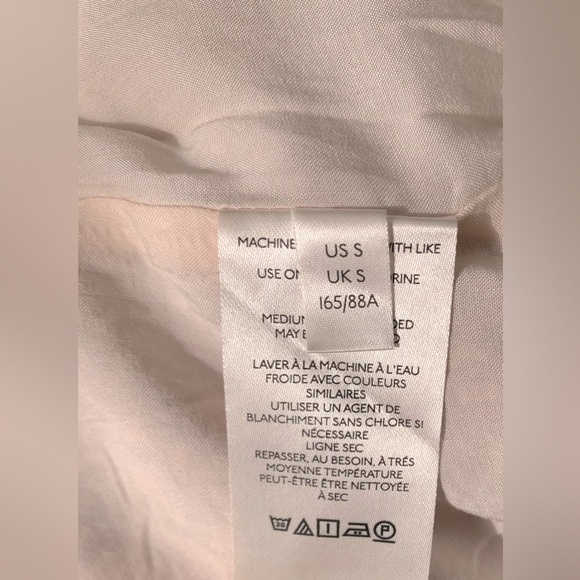 US S
UK S
165/88A
MACHINE
WITH LIKE
USE ON
RINE
MEDIUM
DED
MAY B
LAVER À LA MACHINE À L'EAU
FROIDE AVEC COULEURS
SIMILAIRES
UTILISER UN AGENT DE
BLANCHIMENT SANS CHLORE SI
NÉCESSAIRE
LIGNE SEC
REPASSER, AU BESOIN, À TRÉS
MOYENNE TEMPÉRATURE
PEUT-ÊTRE ÊTRE NETTOYÉE
À SEC
30
P